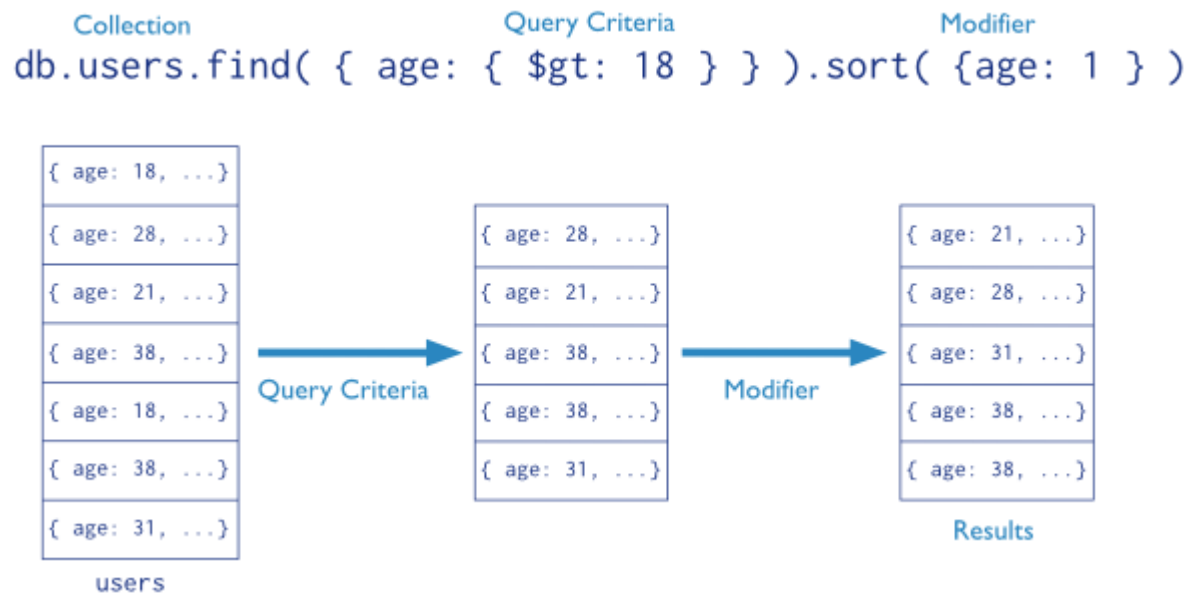 Collection Query Criteria Modifier
db.users.find( { age: { $gt: 18 } } ).sort( {age: 1 } )
{ age: 18, ...}
{ age: 28, ...}
{ age: 21, ...}
{ age: 38, ...}
{ age: 18, ...}
{ age: 38, ...}
{ age: 31, ...}
users
Query Criteria
{ age: 28, ...}
{ age: 21, ...}
{ age: 38, ...}
{ age: 38, ...}
{ age: 31, ...}
Modifier
{ age: 21, ...}
{ age: 28, ...}
{ age: 31, ...}
{ age: 38, ...}
{ age: 38, ...}
Results